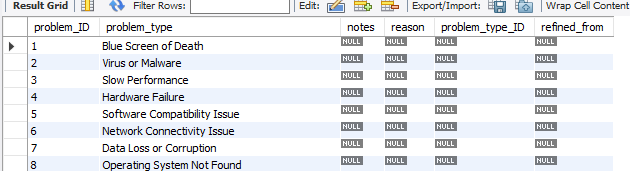 Result Grid Filter Rows: Edit: Export/Import: Wrap Cell Content
problem_ID problem_type notes reason problem_type_ID refined_from
1 Blue Screen of Death NULL NULL NULL NULL
2 Virus or Malware NULL NULL NULL NULL
3 Slow Performance NULL NULL NULL NULL
4 Hardware Failure NULL NULL NULL NULL
5 Software Compatibility Issue NULL NULL NULL NULL
6 Network Connectivity Issue NULL NULL NULL NULL
7 Data Loss or Corruption NULL NULL NULL NULL
8 Operating System Not Found NULL NULL NULL NULL